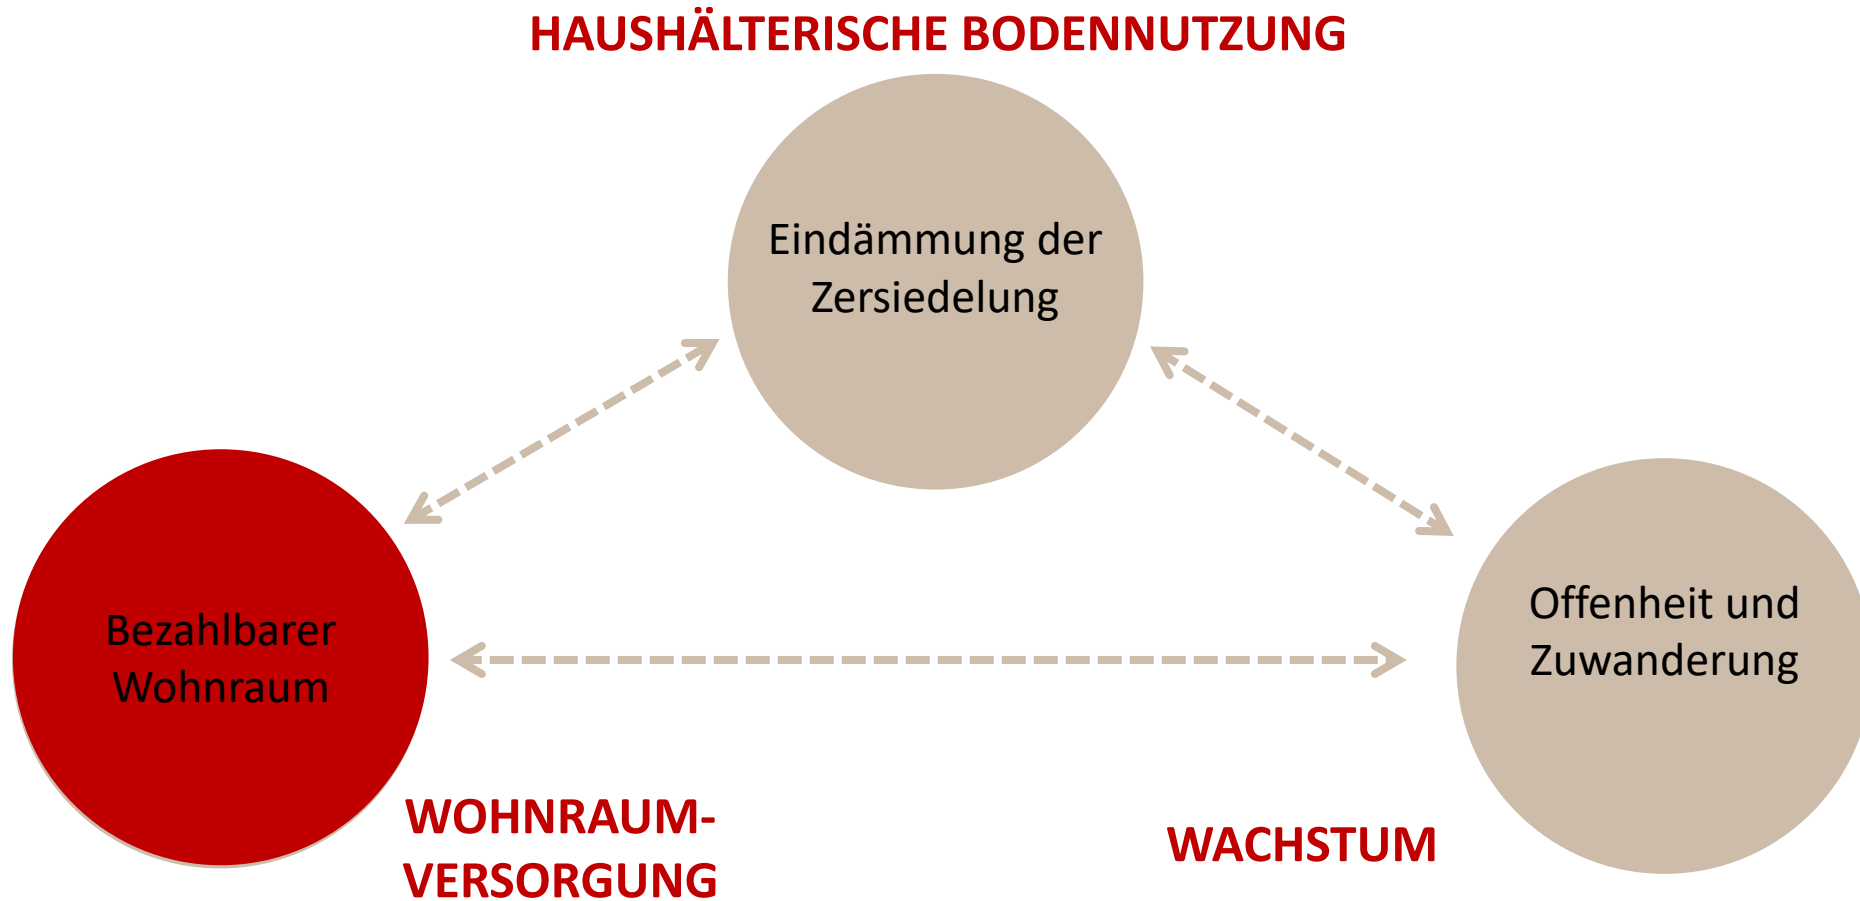 HAUSHÄLTERISCHE BODENNUTZUNG
Eindämmung der
Zersiedelung
Bezahlbarer
Wohnraum
Offenheit und
Zuwanderung
WOHNRAUM-
VERSORGUNG
WACHSTUM